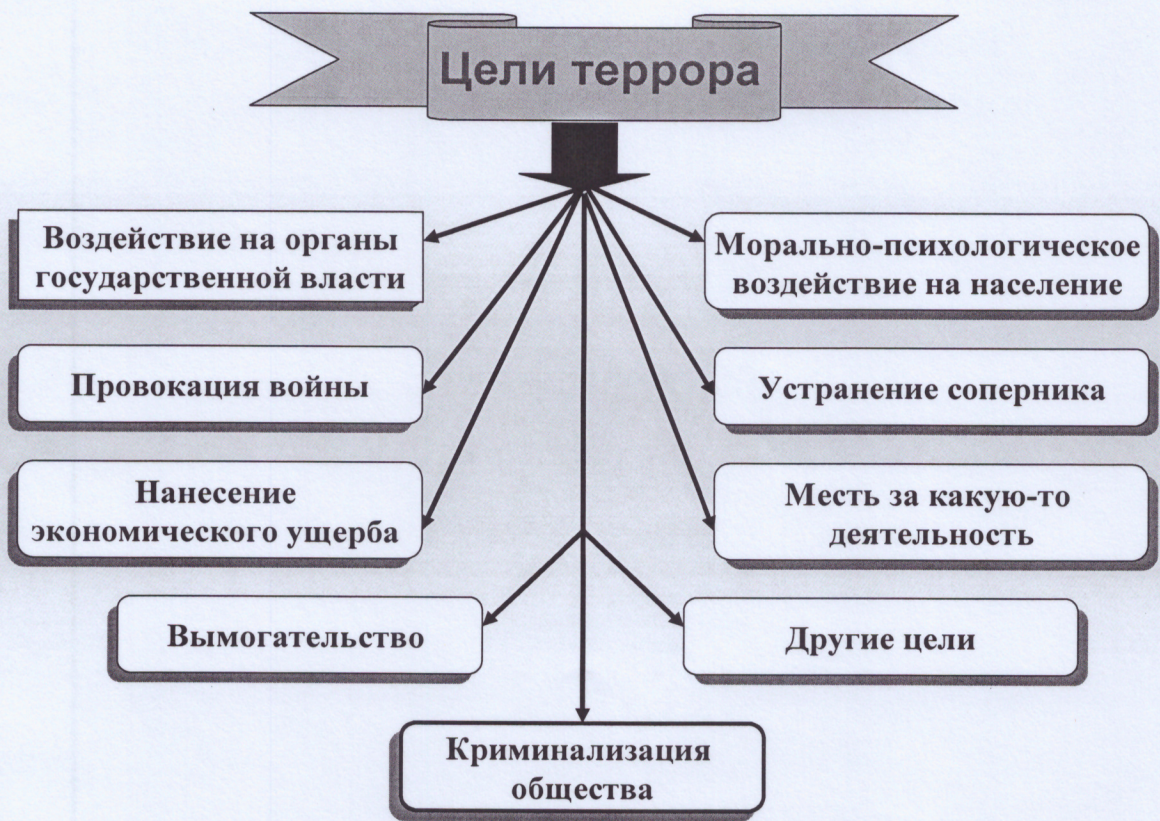 Цели террора
Воздействие на органы
государственной власти
Морально-психологическое
воздействие на население
Провокация войны
Устранение соперника
Нанесение
экономического ущерба
Месть за какую-то
деятельность
Вымогательство
Другие цели
Криминализация
общества